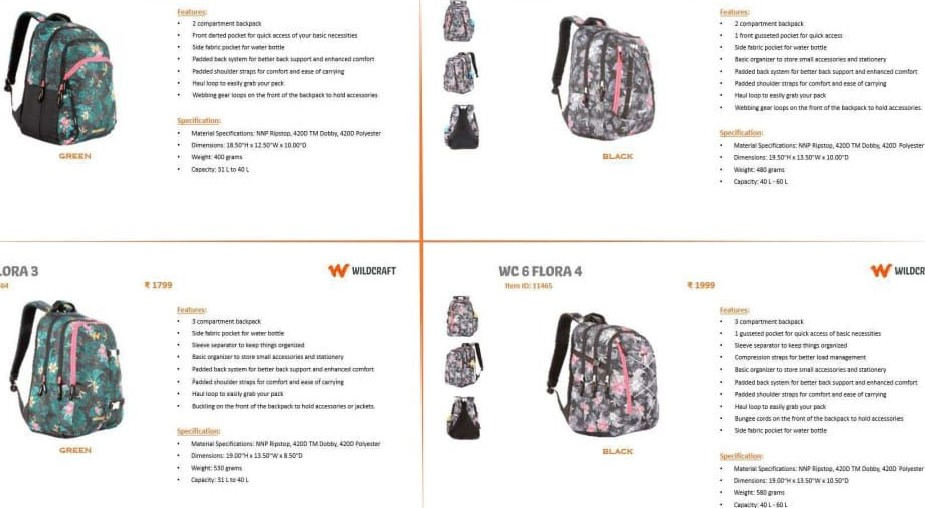 Features:
2 compartment backpack
Front darted pocket for quick access of your basic necessities
Side fabric pocket for water bottle
Padded back system for better back support and enhanced comfort
Padded shoulder straps for comfort and ease of carrying
Haul loop to easily grab your pack
Webbing gear loops on the front of the backpack to hold accessories
Specification:
Material Specifications: NNP Ripstop, 420D TM Dobby, 420D Polyester
Dimensions: 18.50"H x 12.50"W x 10.00"D
Weight: 400 grams
Capacity: 31 L to 40 L
GREEN
Features:
2 compartment backpack
1 front gusseted pocket for quick access
Side fabric pocket for water bottle
Basic organizer to store small accessories and stationery
Padded back system for better back support and enhanced comfort
Padded shoulder straps for comfort and ease of carrying
Haul loop to easily grab your pack
Webbing gear loops on the front of the backpack to hold accessories.
Specification:
Material Specifications: NNP Ripstop, 420D TM Dobby, 420D Polyester
Dimensions: 19.50"H x 13.50"W x 10.00"D
Weight: 480 grams
Capacity: 40 L - 60 L
BLACK
LORA 3
64
₹ 1799
WILDCRAFT
Features:
3 compartment backpack
Side fabric pocket for water bottle
Sleeve separator to keep things organized
Basic organizer to store small accessories and stationery
Padded back system for better back support and enhanced comfort
Padded shoulder straps for comfort and ease of carrying
Haul loop to easily grab your pack
Buckling on the front of the backpack to hold accessories or jackets.
Specification:
Material Specifications: NNP Ripstop, 420D TM Dobby, 420D Polyester
Dimensions: 19.00"H x 13.50"W x 8.50"D
Weight: 530 grams
Capacity: 31 L to 40 L
GREEN
WC 6 FLORA 4
Item ID: 11465
₹ 1999
WILDCR
Features:
3 compartment backpack
1 gusseted pocket for quick access of basic necessities
Sleeve separator to keep things organized
Compression straps for better load management
Basic organizer to store small accessories and stationery
Padded back system for better back support and enhanced comfort
Padded shoulder straps for comfort and ease of carrying
Haul loop to easily grab your pack
Bungee cords on the front of the backpack to hold accessories
Side fabric pocket for water bottle
Specification:
Material Specifications: NNP Ripstop, 420D TM Dobby, 420D Polyester
Dimensions: 19.00"H x 13.50"W x 10.50"D
Weight: 580 grams
Capacity: 40 L - 60 L
BLACK